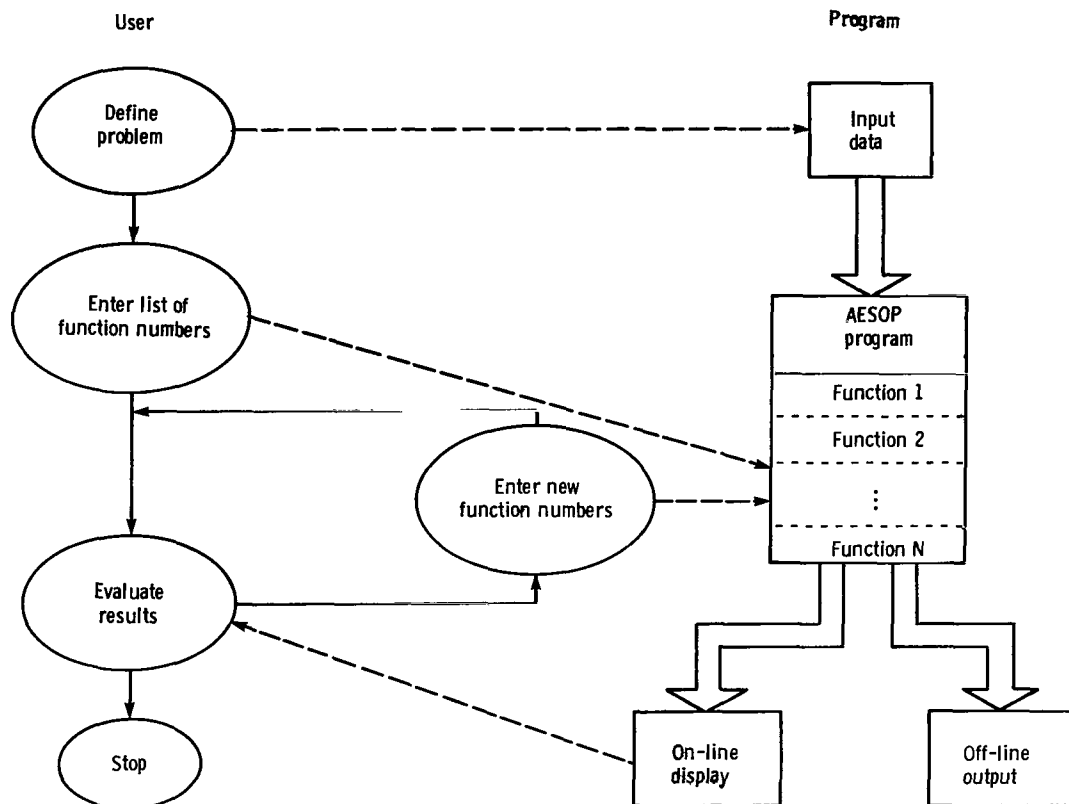 User
Program
Define
problem
Input
data
Enter list of
function numbers
AESOP
program
Function 1
Function 2
⋮
Function N
Enter new
function numbers
Evaluate
results
Stop
On-line
display
Off-line
output